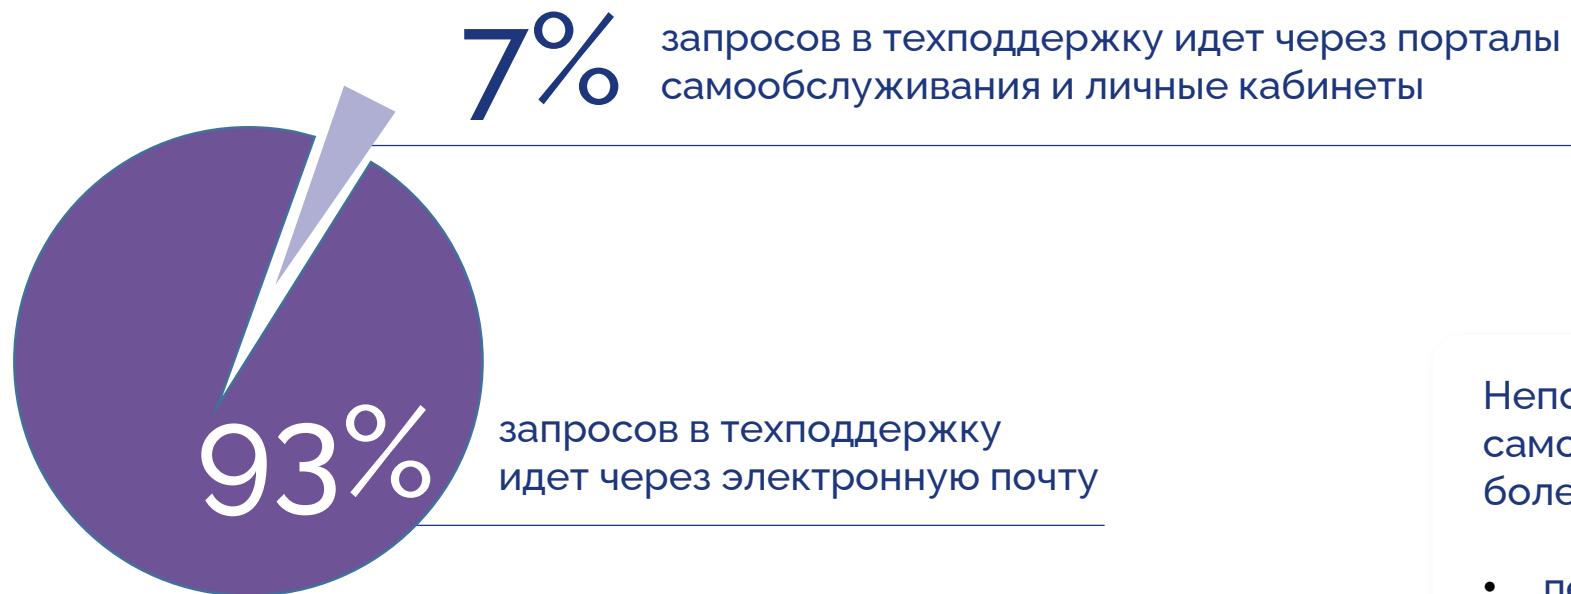 7%
запросов в техподдержку идет через порталы
самообслуживания и личные кабинеты
93%
запросов в техподдержку
идет через электронную почту